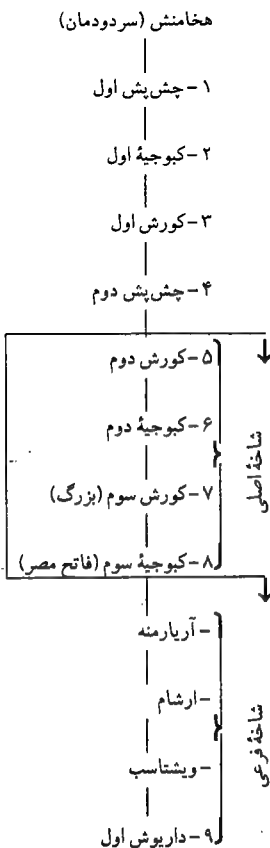 هخامنش (سردودمان)
۱-چش‌پش اول
۲-کبوجیهٔ اول
۳-کورش اول
۴-چش‌پش دوم
شاخهٔ اصلی
۵-کورش دوم
۶-کبوجیهٔ دوم
۷-کورش سوم (بزرگ)
۸-کبوجیهٔ سوم (فاتح مصر)
شاخهٔ فرعی
-آریارمنه
-ارشام
-ویشتاسب
۹-داریوش اول